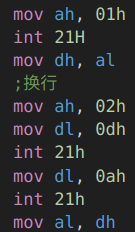 mov ah, 01h
int 21H
mov dh, al
;换行
mov ah, 02h
mov dl, 0dh
int 21h
mov dl, 0ah
int 21h
mov al, dh